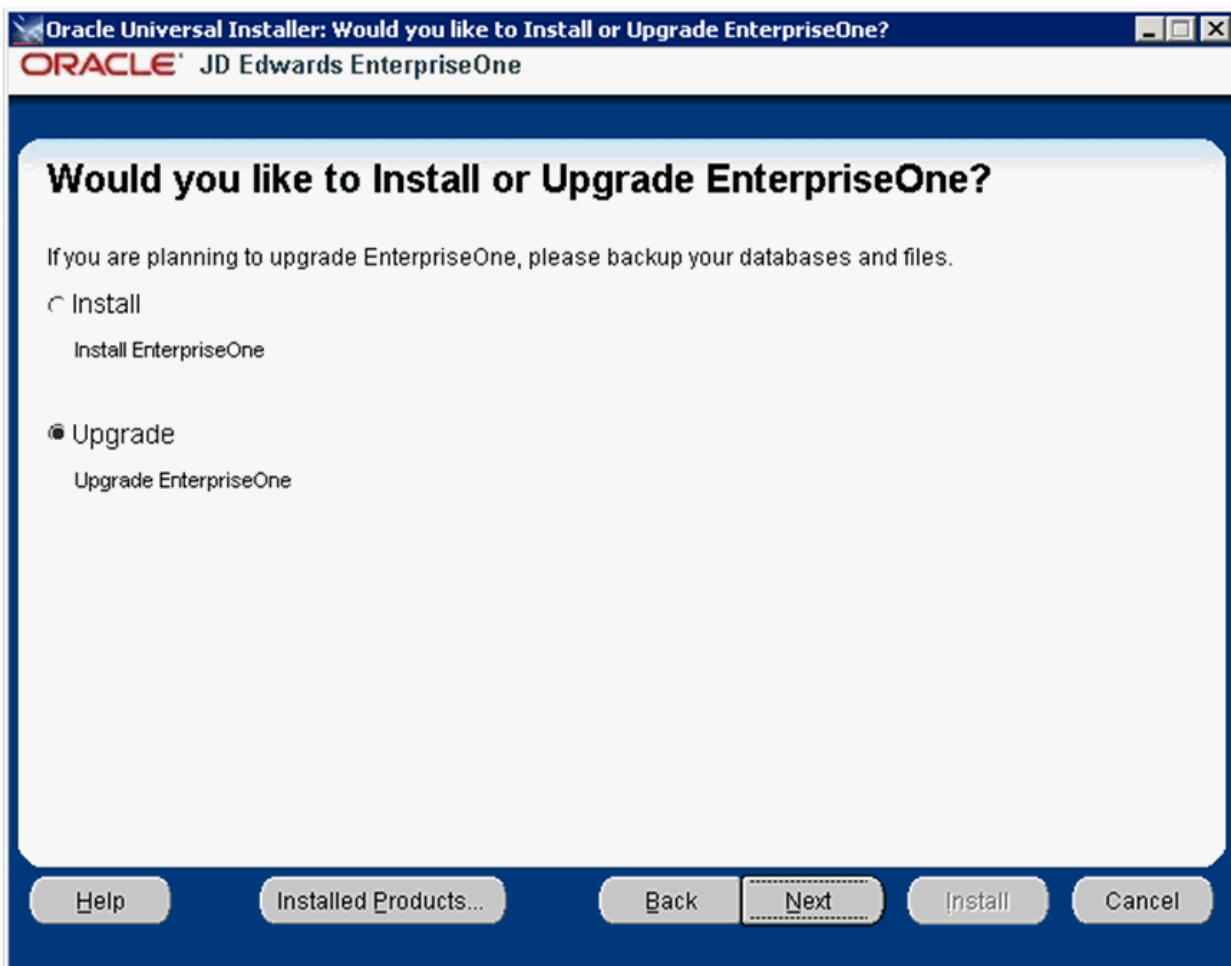 Oracle Universal Installer: Would you like to Install or Upgrade EnterpriseOne?
ORACLE® JD Edwards EnterpriseOne
Would you like to Install or Upgrade EnterpriseOne?
If you are planning to upgrade EnterpriseOne, please backup your databases and files.
Install
Install EnterpriseOne
Upgrade
Upgrade EnterpriseOne
Help Installed Products... Back Next Install Cancel